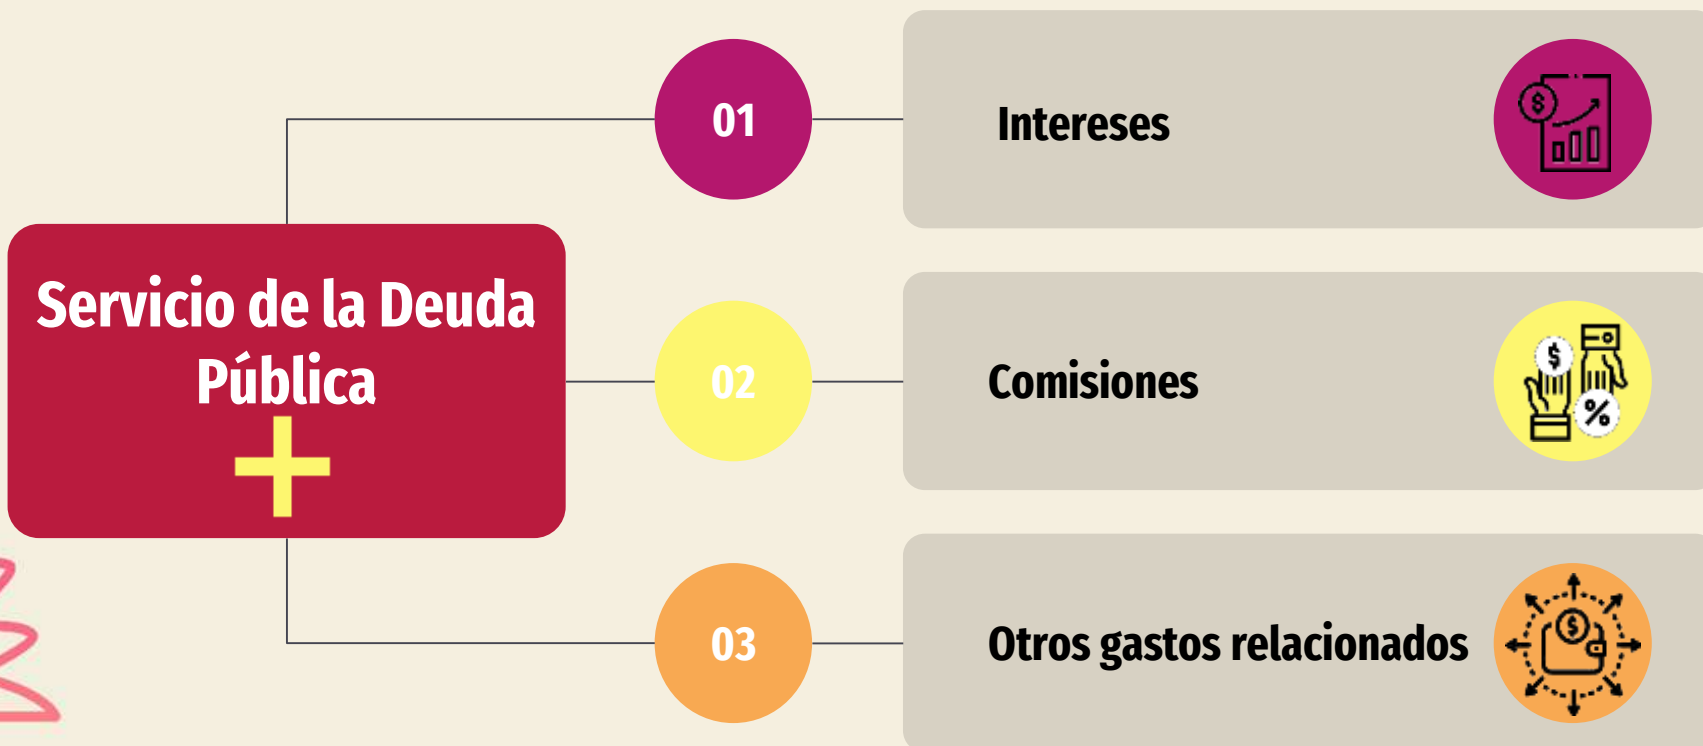 01
Intereses
Servicio de la Deuda
Pública
+
02
Comisiones
03
Otros gastos relacionados
$
$
%
$